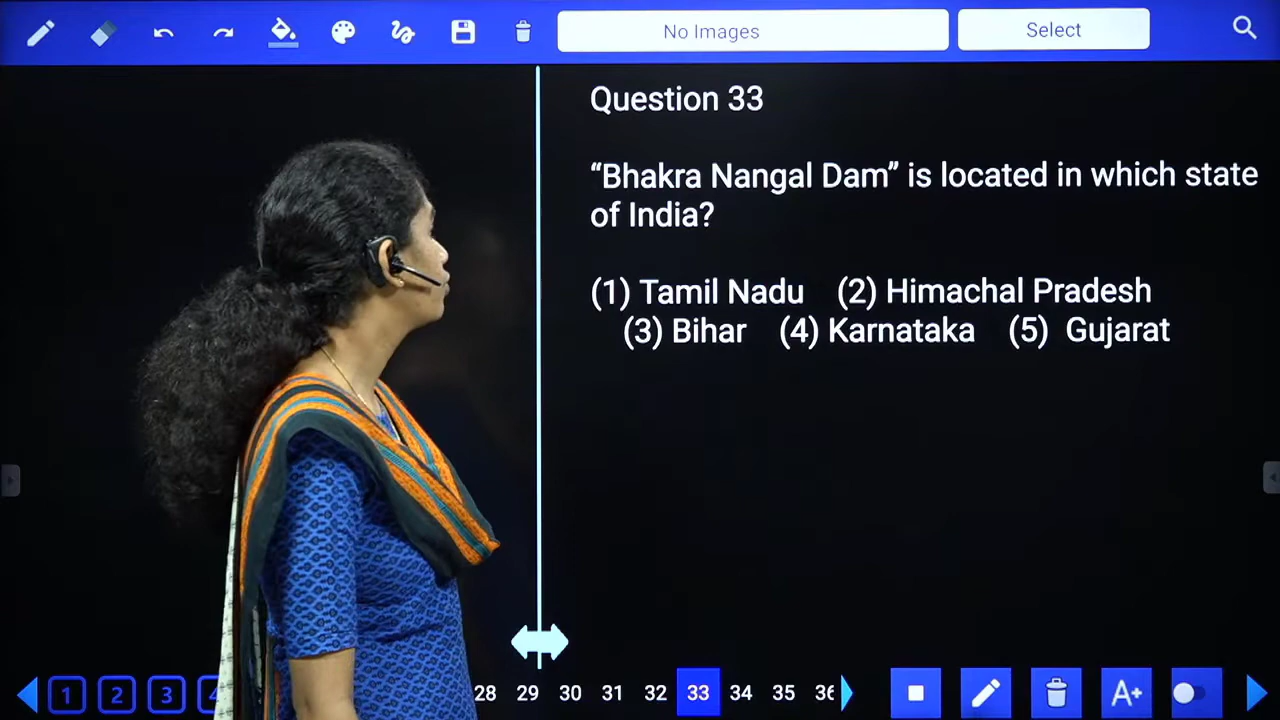 No Images
Select
Question 33
“Bhakra Nangal Dam” is located in which state
of India?
(1) Tamil Nadu (2) Himachal Pradesh
(3) Bihar (4) Karnataka (5) Gujarat
1 2 3 28 29 30 31 32 33 34 35 36 A+